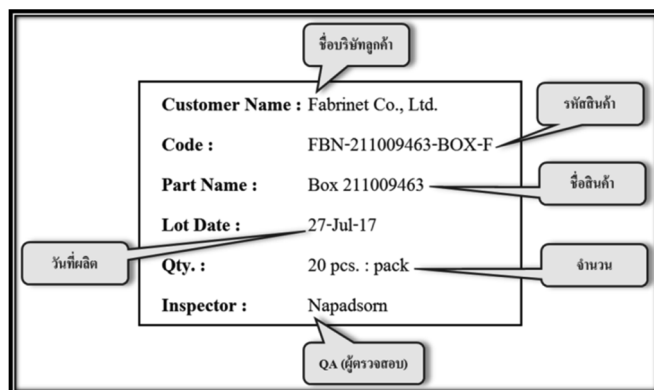 ชื่อบริษัทลูกค้า
Customer Name : Fabrinet Co., Ltd.
รหัสสินค้า
Code : FBN-211009463-BOX-F
Part Name : Box 211009463
ชื่อสินค้า
Lot Date : 27-Jul-17
วันที่ผลิต
Qty. : 20 pcs. : pack
จำนวน
Inspector : Napadsorn
QA (ผู้ตรวจสอบ)